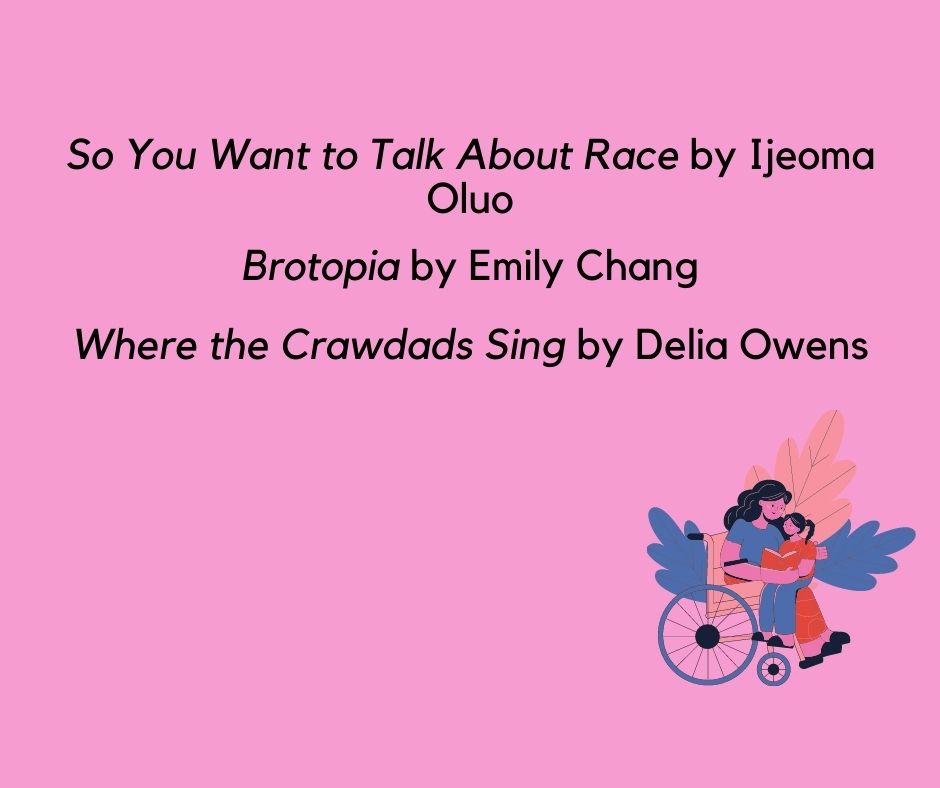 So You Want to Talk About Race by Ijeoma
Oluo
Brotopia by Emily Chang
Where the Crawdads Sing by Delia Owens